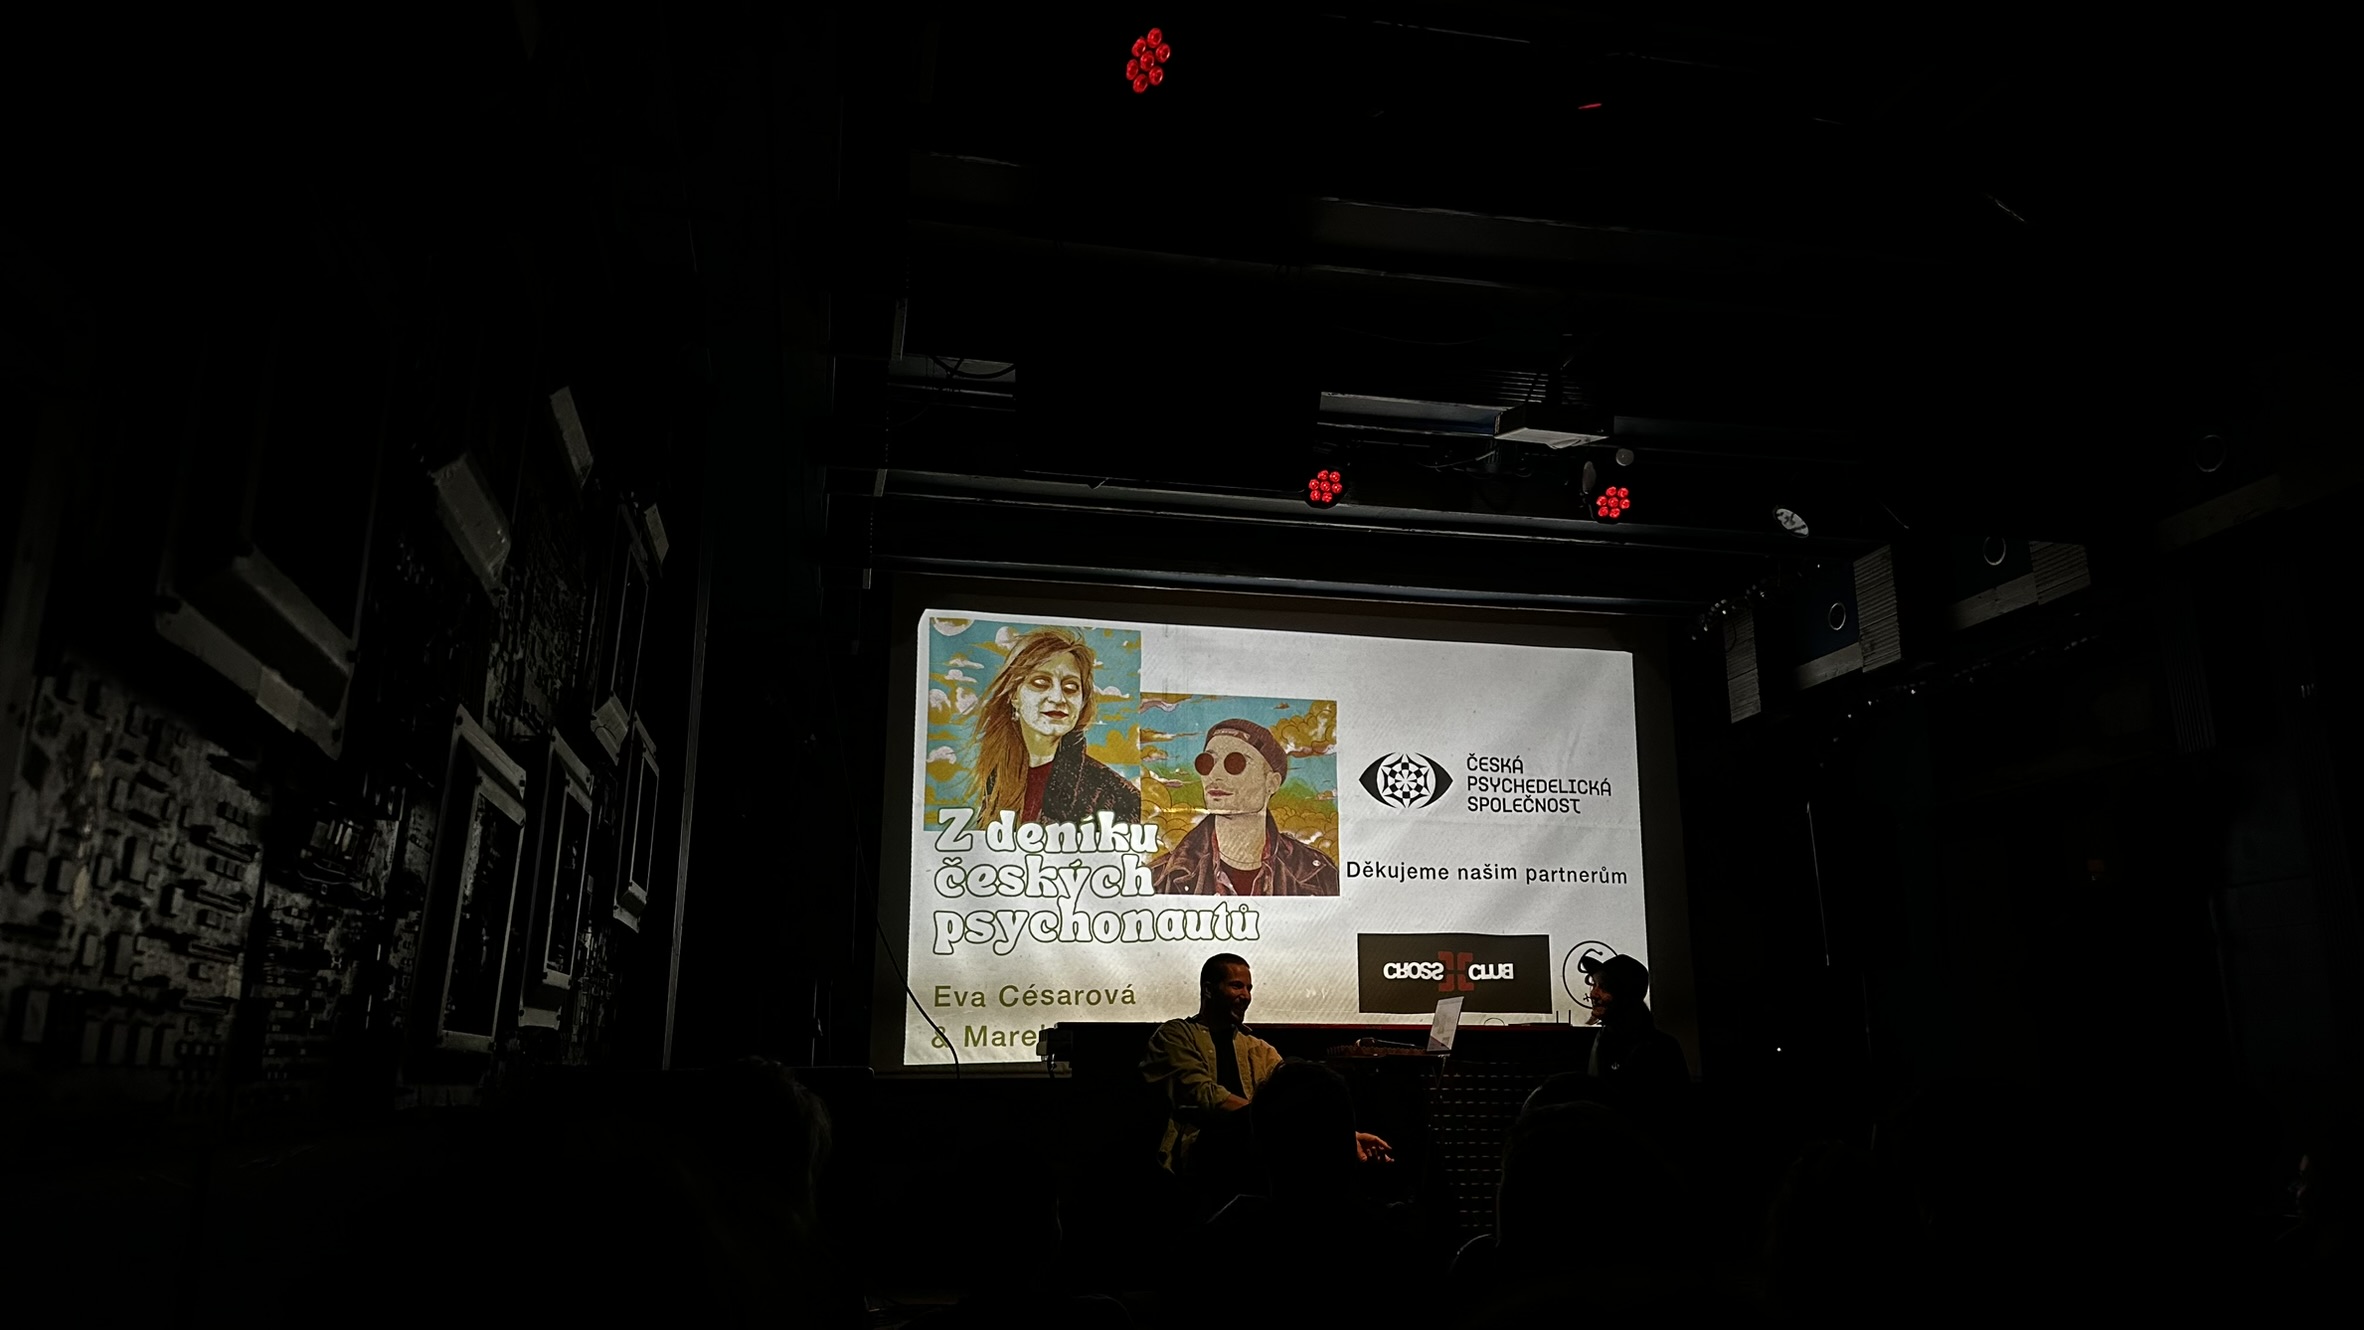 Z deníku
českých
psychonautů
Eva Césarová
&
ČESKÁ
PSYCHEDELICKÁ
SPOLEČNOST
Děkujeme našim partnerům
CROSS CLUB